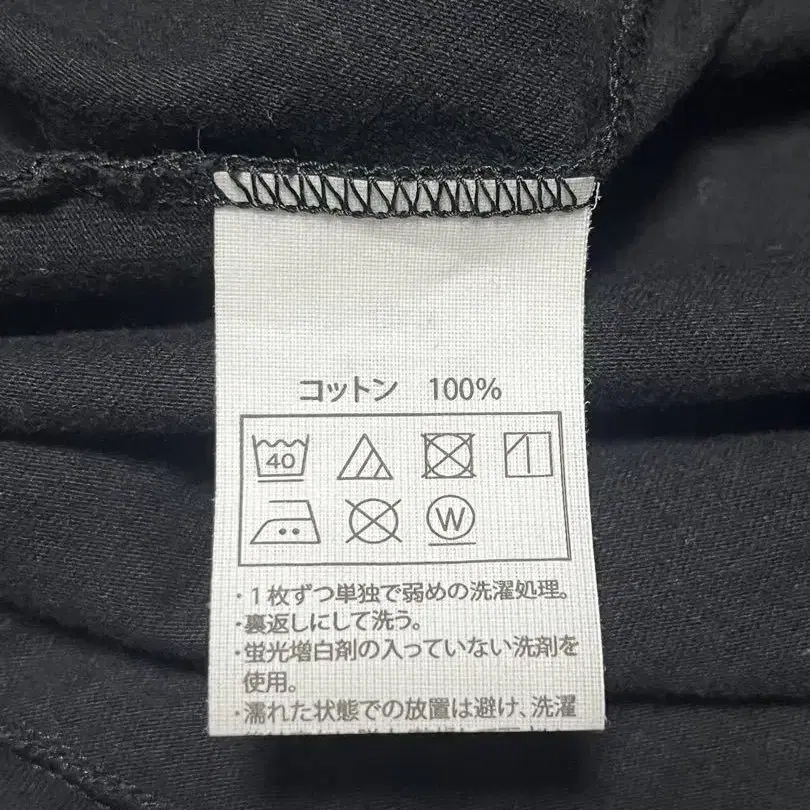 コットン 100%
40
W
・1枚ずつ単独で弱めの洗濯処理。
・裏返しにして洗う。
・蛍光増白剤の入っていない洗剤を
使用。
・濡れた状態での放置は避け、洗濯